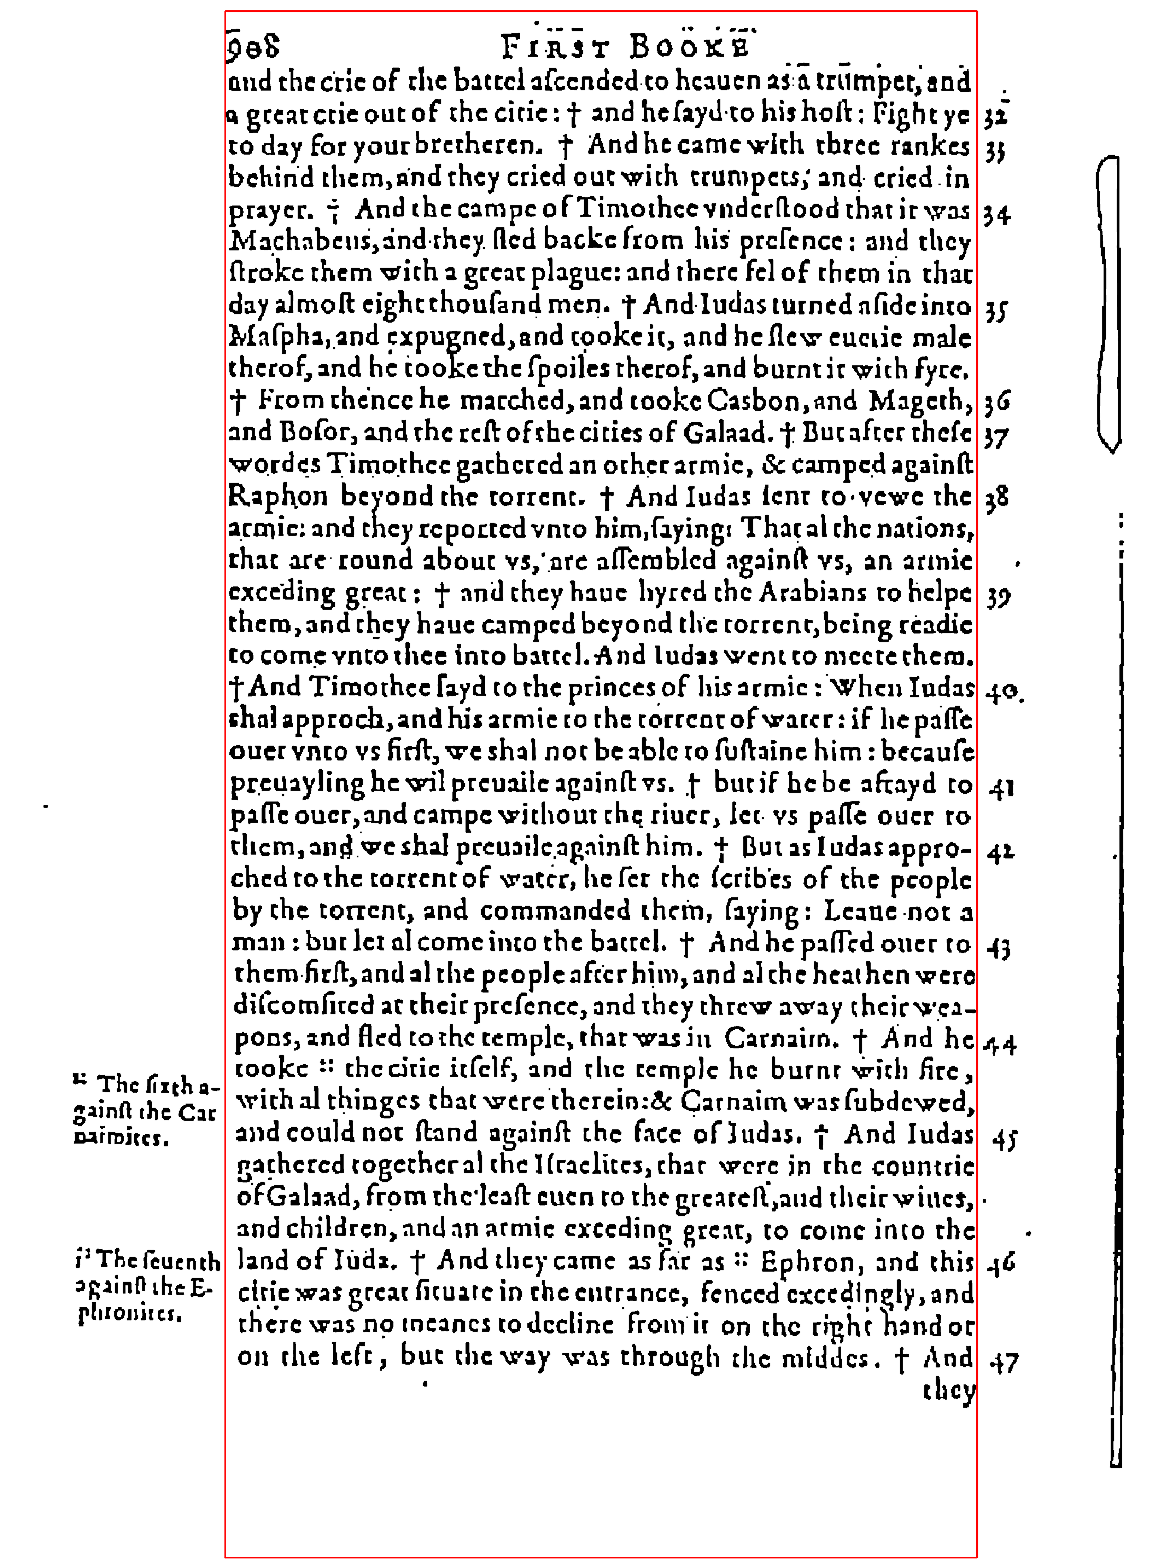 908 FIRST BOOKE
and the crie of the battel aſcended to heauen as a trumpet, and
a great crie out of the citie: † and he ſayd to his hoſt: Fight ye 32
to day for your bretheren. † And he came with three rankes 33
behind them, and they cried out with trumpets, and cried in
prayer. † And the campe of Timothee vnderſtood that it was 34
Machabeus, and they fled backe from his preſence: and they
ſtroke them with a great plague: and there fel of them in that
day almoſt eight thouſand men. † And Iudas turned aſide into 35
Maſpha, and expugned, and tooke it, and he ſlew euerie male
therof, and he tooke the ſpoiles therof, and burnt it with fyre.
† From thence he marched, and tooke Casbon, and Mageth, 36
and Boſor, and the reſt of the cities of Galaad. † But after theſe 37
wordes Timothee gathered an other armie, & camped againſt
Raphon beyond the torrent. † And Iudas ſent to vewe the 38
armie: and they reported vnto him, ſaying: That al the nations,
that are round about vs, are aſſembled againſt vs, an armie
exceding great: † and they haue hyred the Arabians to helpe 39
them, and they haue camped beyond the torrent, being readie
to come vnto thee into battel. And Iudas went to meete them.
† And Timothee ſayd to the princes of his armie: When Iudas 40.
shal approch, and his armie to the torrent of water: if he paſſe
ouer vnto vs firſt, we shal not be able to ſuſtaine him: becauſe
preuayling he wil preuaile againſt vs. † but if he be afrayd to 41
paſſe ouer, and campe without the riuer, let vs paſſe ouer to
them, and we shal preuaile againſt him. † But as Iudas appro- 42
ched to the torrent of water, he ſet the ſcribes of the people
by the torrent, and commanded them, ſaying: Leaue not a
man: but let al come into the battel. † And he paſſed ouer to 43
them firſt, and al the people after him, and al the heathen were
diſcomfited at their preſence, and they threw away their wea-
pons, and fled to the temple, that was in Carnaim. † And he 44
tooke :: the citie itſelf, and the temple he burnt with fire,
with al thinges that were therein: & Carnaim was ſubdewed,
and could not ſtand againſt the face of Iudas. † And Iudas 45
gathered together al the Iſraelites, that were in the countrie
of Galaad, from the leaſt euen to the greateſt, and their wiues,
and children, and an armie exceding great, to come into the
land of Iuda. † And they came as far as :: Ephron, and this 46
citie was great ſituate in the entrance, fenced excedingly, and
there was no meanes to decline from it on the right hand or
on the left, but the way was through the middes. † And 47
they
:: The ſixth a-
gainſt the Car
naimites.
:: The ſeuenth
againſt the E-
phronites.